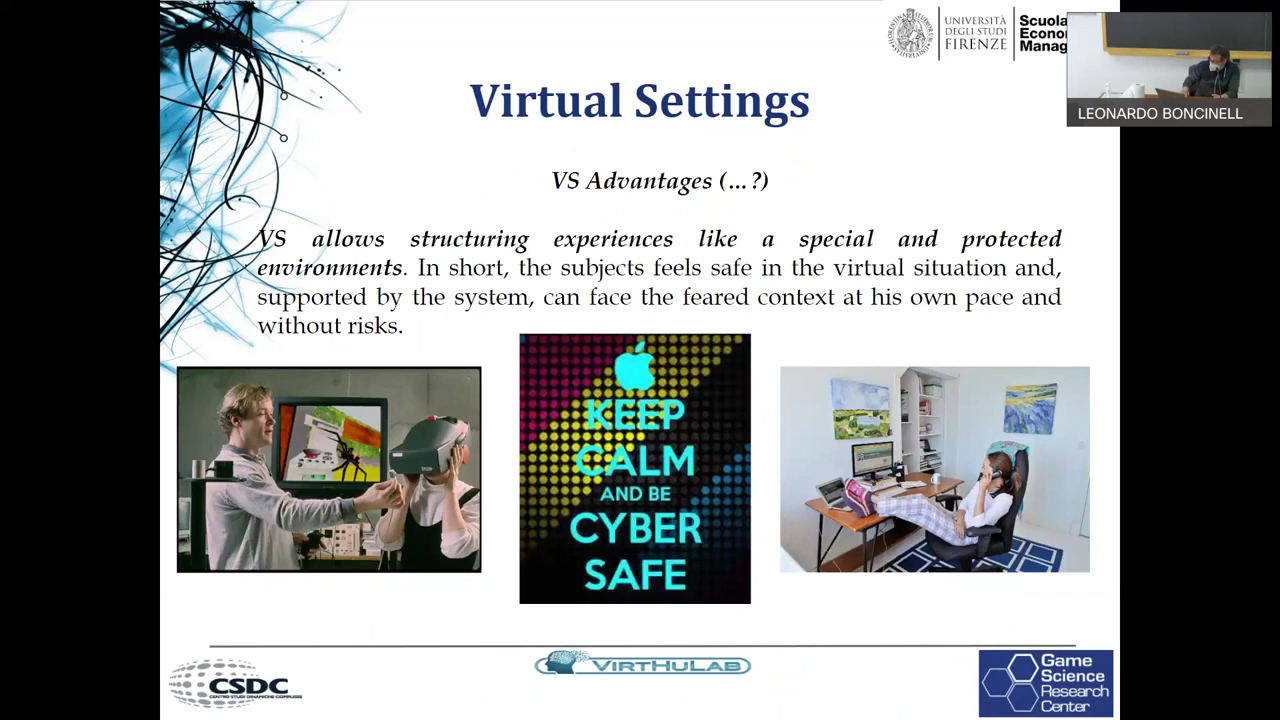 UNIVERSITÀ
DEGLI STUDI
FIRENZE
Scuola
Econo
Manag
LEONARDO BONCINELL
Virtual Settings
VS Advantages (…?)
VS allows structuring experiences like a special and protected
environments. In short, the subjects feels safe in the virtual situation and,
supported by the system, can face the feared context at his own pace and
without risks.
KEEP
CALM
AND BE
CYBER
SAFE
CSDC
CENTRO STUDI DINAMICHE COMPLESSE
VIRTHULAB
Game
Science
Research
Center